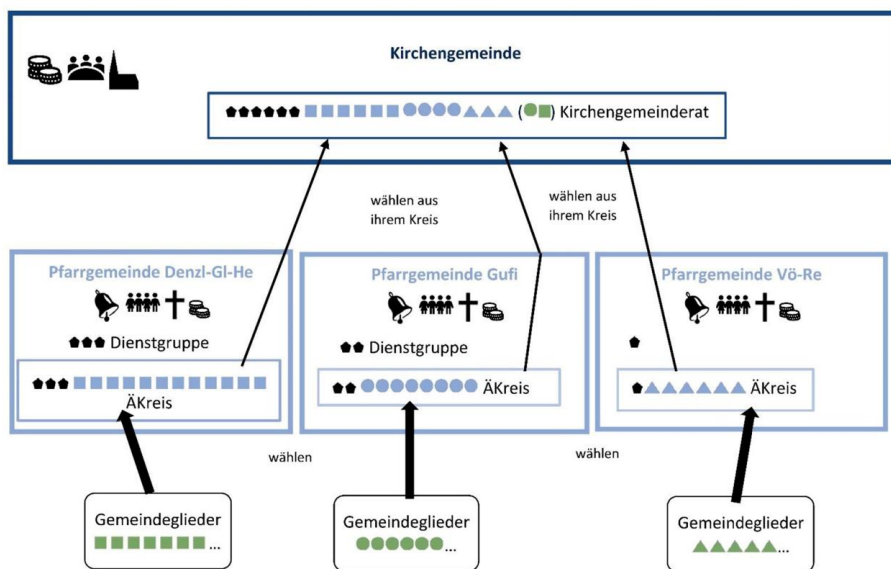 Kirchengemeinde
( ) Kirchengemeinderat
wählen aus
ihrem Kreis
wählen aus
ihrem Kreis
Pfarrgemeinde Denzl-Gl-He
Dienstgruppe
ÄKreis
Pfarrgemeinde Gufi
Dienstgruppe
ÄKreis
Pfarrgemeinde Vö-Re
ÄKreis
wählen
wählen
Gemeindeglieder
...
Gemeindeglieder
...
Gemeindeglieder
...